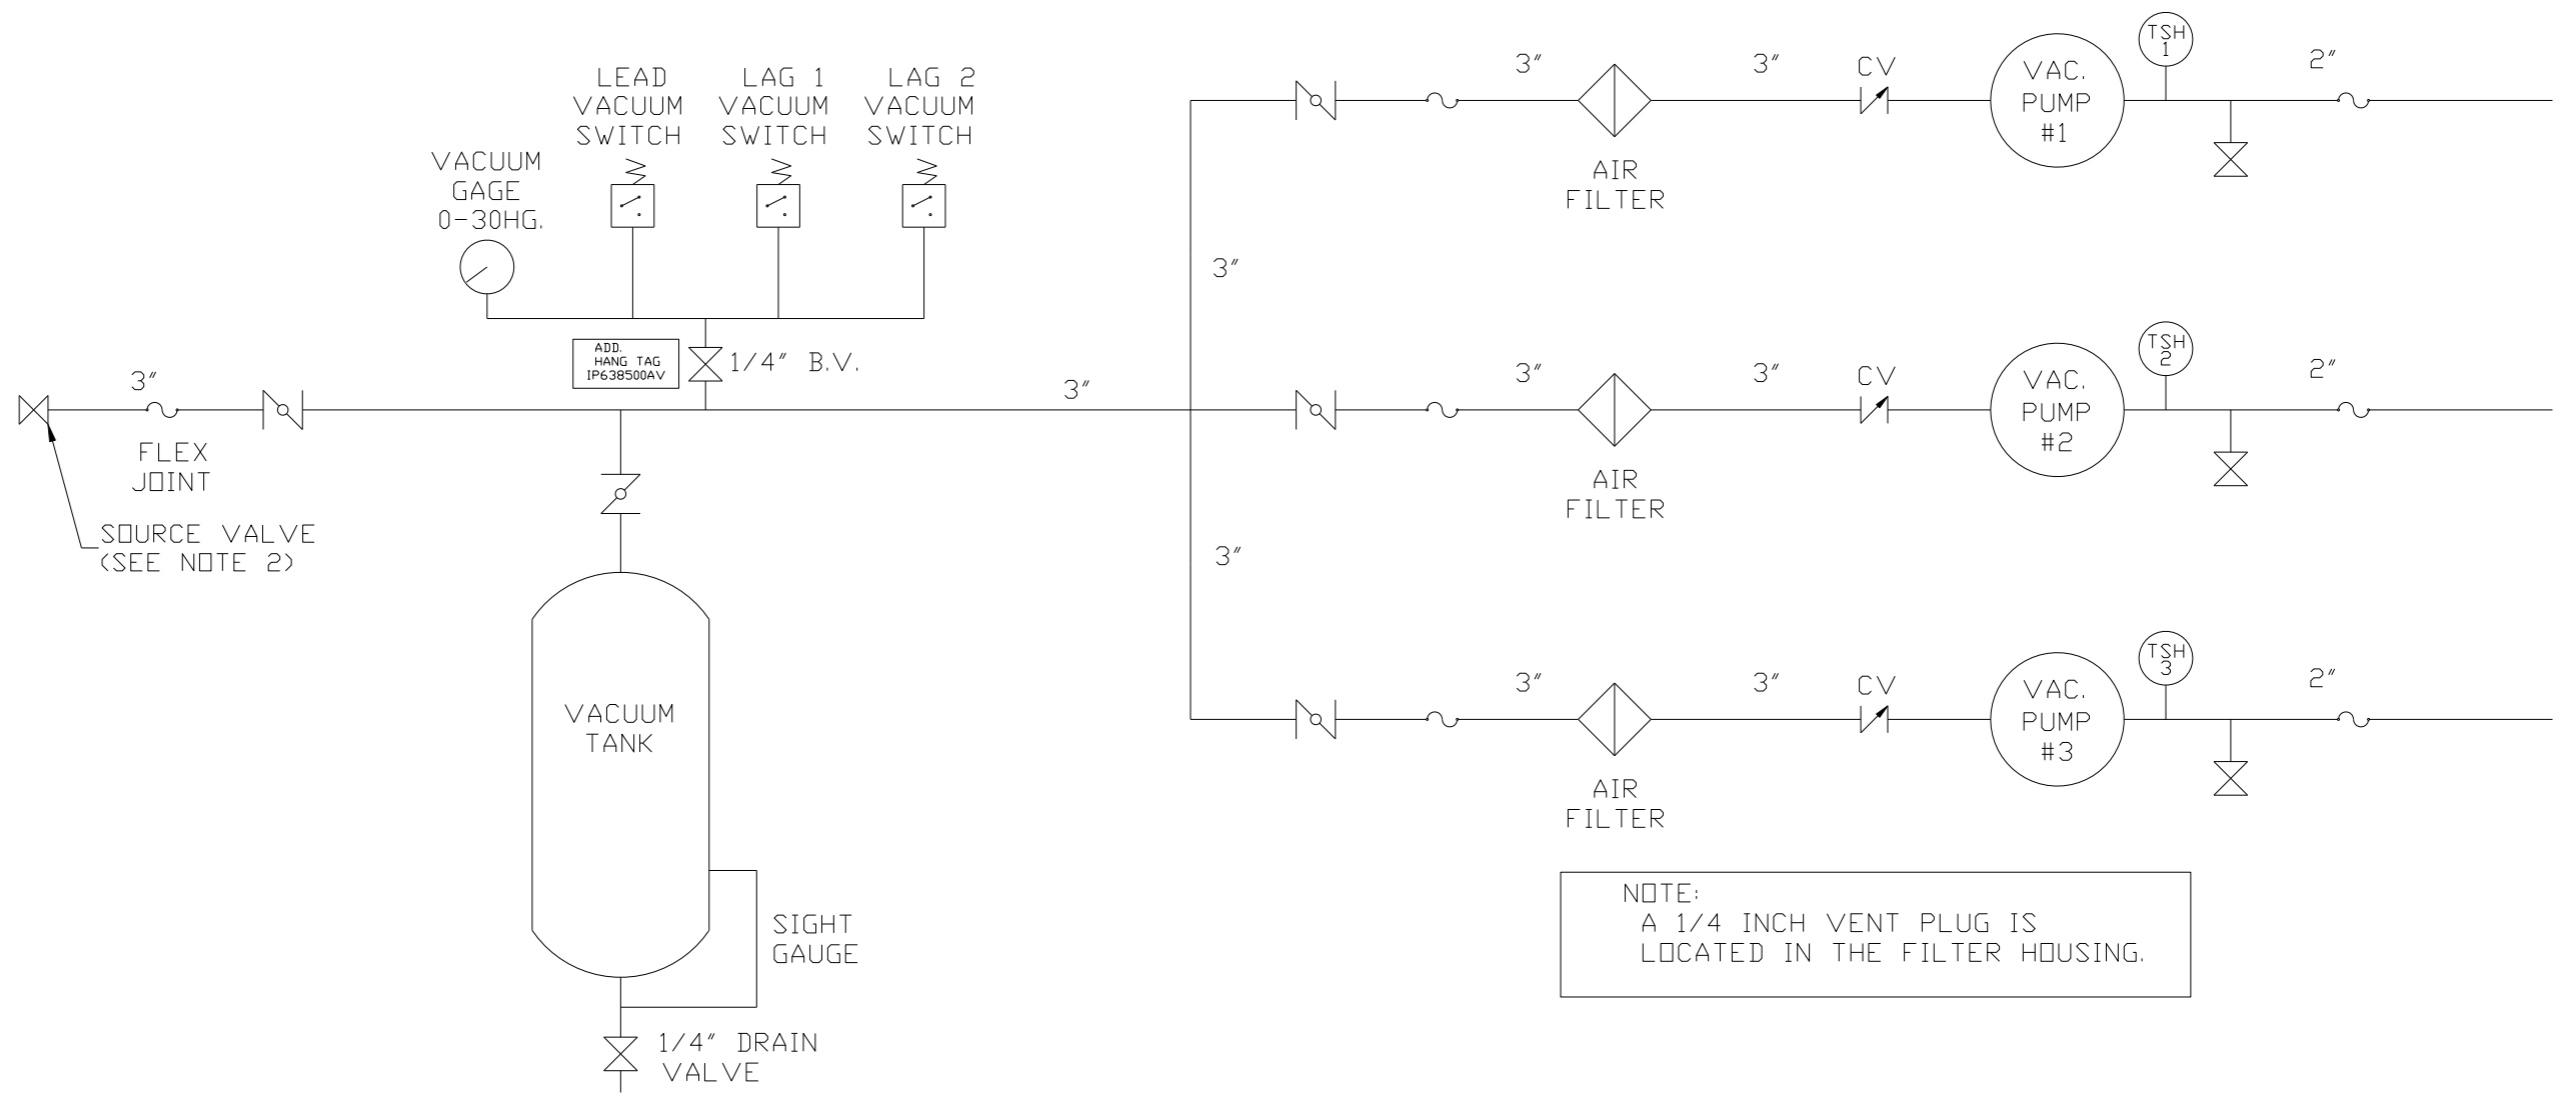 LEAD
VACUUM
SWITCH
LAG 1
VACUUM
SWITCH
LAG 2
VACUUM
SWITCH
VACUUM
GAGE
0-30HG.
ADD.
HANG TAG
IP638500AV
1/4" B.V.
3"
FLEX
JOINT
SOURCE VALVE
(SEE NOTE 2)
3"
VACUUM
TANK
SIGHT
GAUGE
1/4" DRAIN
VALVE
3"
3"
3"
AIR
FILTER
3"
CV
VAC.
PUMP
#1
TSH
1
2"
3"
AIR
FILTER
3"
CV
VAC.
PUMP
#2
TSH
2
2"
3"
AIR
FILTER
3"
CV
VAC.
PUMP
#3
TSH
3
2"
NOTE:
A 1/4 INCH VENT PLUG IS
LOCATED IN THE FILTER HOUSING.